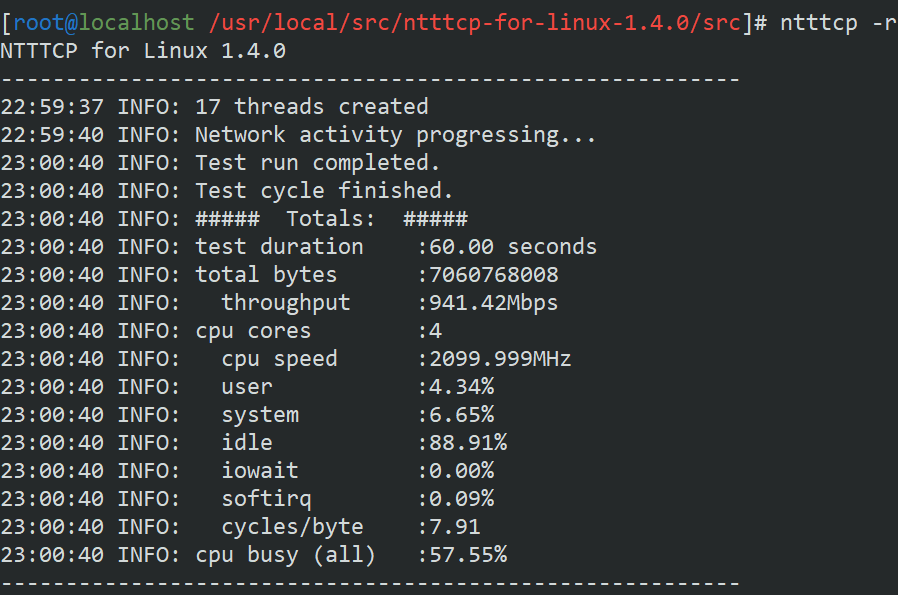 [root@localhost /usr/local/src/ntttcp-for-linux-1.4.0/src]# ntttcp -r
NTTTCP for Linux 1.4.0
---------------------------------------------------------
22:59:37 INFO: 17 threads created
22:59:40 INFO: Network activity progressing...
23:00:40 INFO: Test run completed.
23:00:40 INFO: Test cycle finished.
23:00:40 INFO: #####  Totals:  #####
23:00:40 INFO: test duration    :60.00 seconds
23:00:40 INFO: total bytes      :7060768008
23:00:40 INFO:   throughput     :941.42Mbps
23:00:40 INFO: cpu cores        :4
23:00:40 INFO:   cpu speed      :2099.999MHz
23:00:40 INFO:   user           :4.34%
23:00:40 INFO:   system         :6.65%
23:00:40 INFO:   idle           :88.91%
23:00:40 INFO:   iowait         :0.00%
23:00:40 INFO:   softirq        :0.09%
23:00:40 INFO:   cycles/byte    :7.91
23:00:40 INFO: cpu busy (all)   :57.55%
---------------------------------------------------------